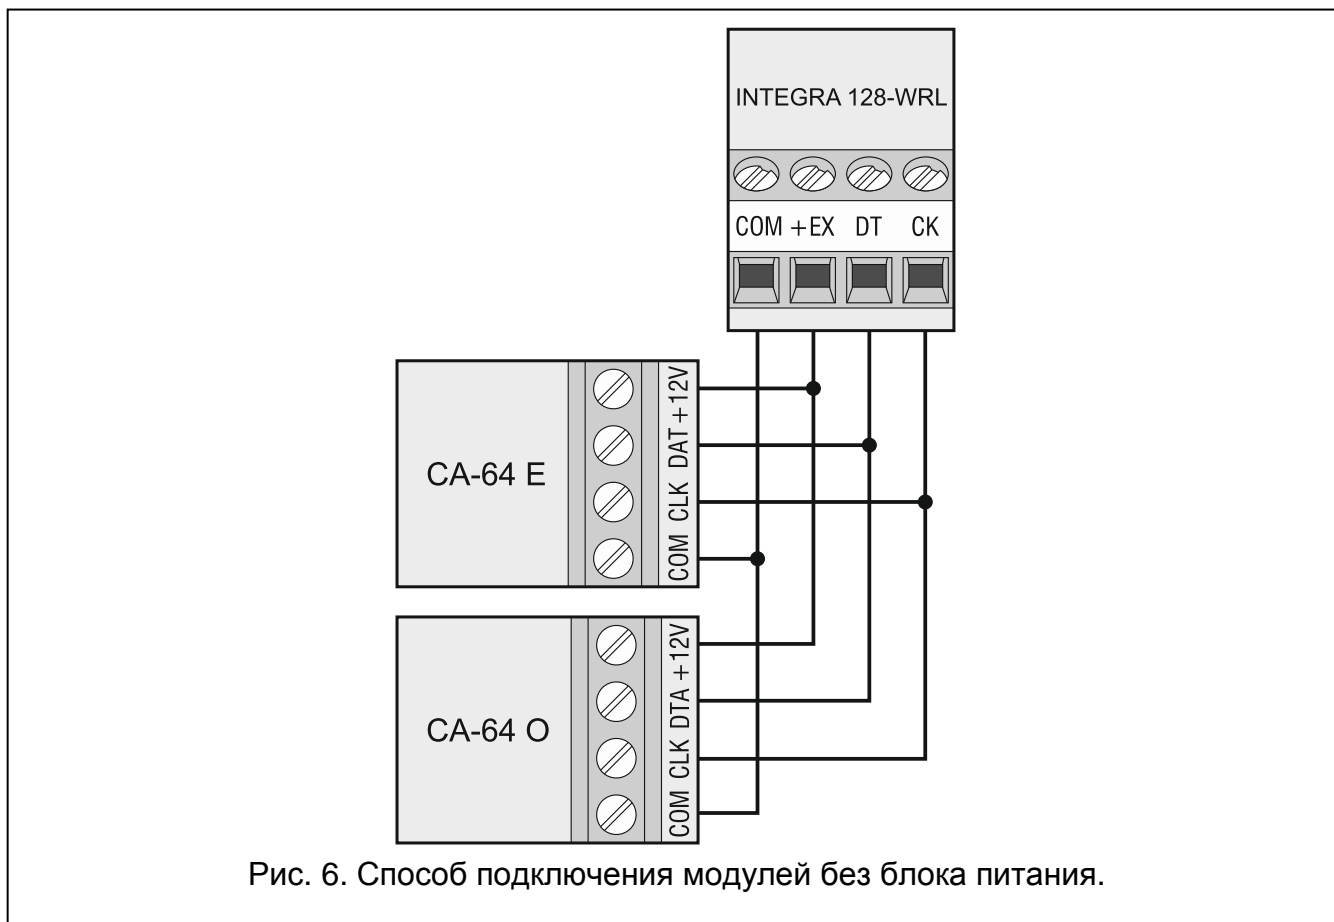 INTEGRA 128-WRL
COM +EX DT CK
CA-64 E
+12V
DAT
CLK
COM
CA-64 O
+12V
DTA
CLK
COM
Рис. 6. Способ подключения модулей без блока питания.